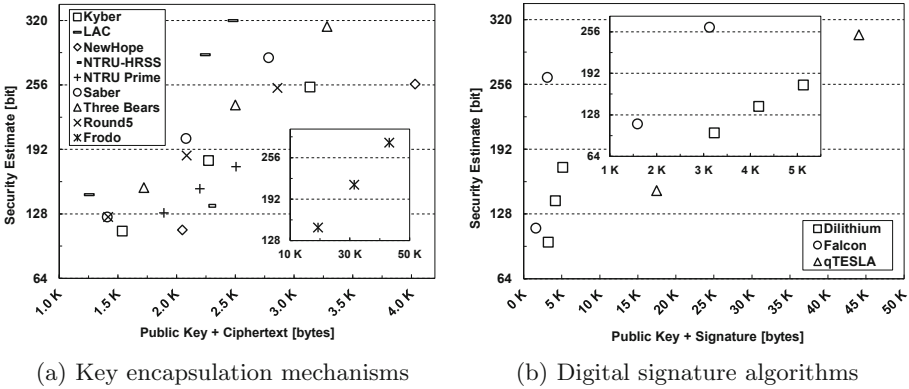 Security Estimate [bit]
320
256
192
128
64
Kyber
LAC
NewHope
NTRU-HRSS
NTRU Prime
Saber
Three Bears
Round5
Frodo
256
192
128
10 K
30 K
50 K
1.0 K
1.5 K
2.0 K
2.5 K
3.0 K
3.5 K
4.0 K
Public Key + Ciphertext [bytes]
(a) Key encapsulation mechanisms
Security Estimate [bit]
320
256
192
128
64
256
192
128
64
1 K
2 K
3 K
4 K
5 K
Dilithium
Falcon
qTESLA
0 K
5 K
10 K
15 K
20 K
25 K
30 K
35 K
40 K
45 K
50 K
Public Key + Signature [bytes]
(b) Digital signature algorithms